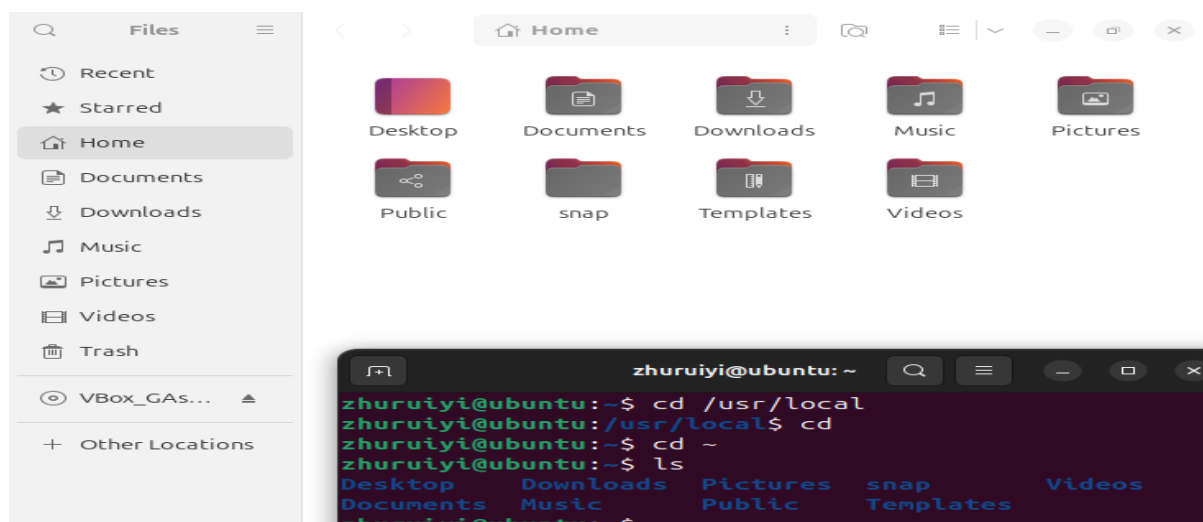 Files
Home
Recent
Starred
Home
Documents
Downloads
Music
Pictures
Videos
Trash
VBox_GAs...
Other Locations
Desktop Documents Downloads Music Pictures
Public snap Templates Videos
zhuruiyi@ubuntu: ~
zhuruiyi@ubuntu:~$ cd /usr/local
zhuruiyi@ubuntu:/usr/local$ cd
zhuruiyi@ubuntu:~$ cd ~
zhuruiyi@ubuntu:~$ ls
Desktop Downloads Pictures snap Videos
Documents Music Public Templates
zhuruiyi@ubuntu:~$